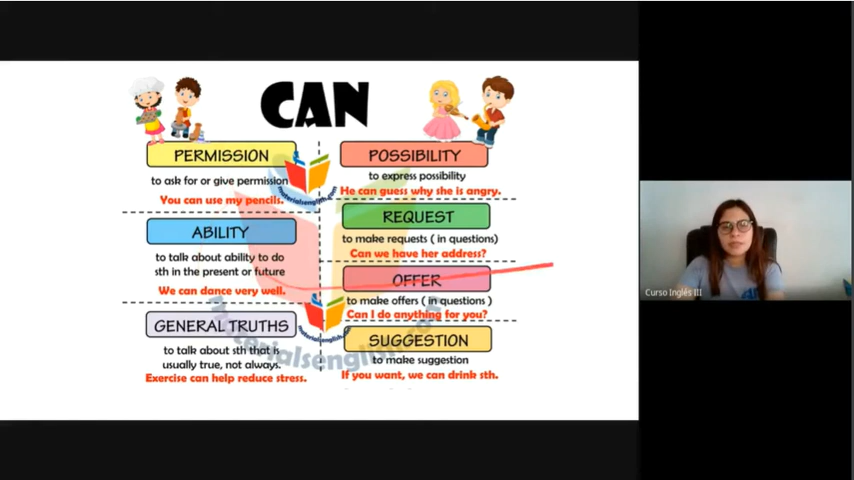 CAN
PERMISSION
to ask for or give permission
You can use my pencils.
ABILITY
to talk about ability to do
sth in the present or future
We can dance very well.
GENERAL TRUTHS
to talk about sth that is
usually true, not always.
Exercise can help reduce stress.
POSSIBILITY
to express possibility
He can guess why she is angry.
REQUEST
to make requests ( in questions)
Can we have her address?
OFFER
to make offers ( in questions )
Can I do anything for you?
SUGGESTION
to make suggestion
If you want, we can drink sth.
materialsenglish.com
Curso Inglés III